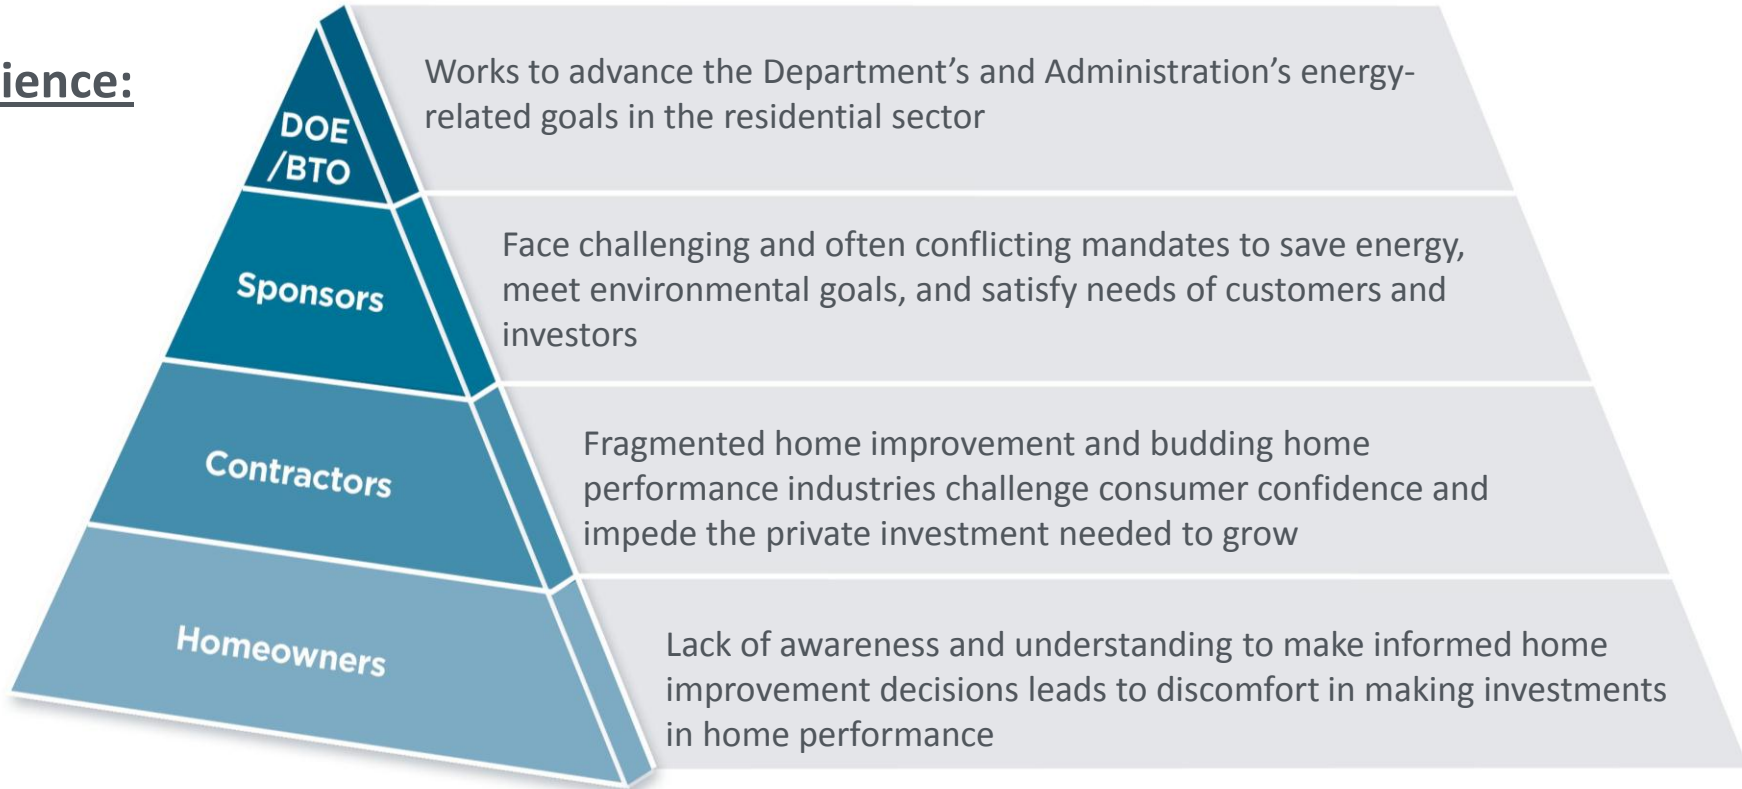 ience:
DOE
/BTO
Works to advance the Department’s and Administration’s energy-
related goals in the residential sector
Sponsors
Face challenging and often conflicting mandates to save energy,
meet environmental goals, and satisfy needs of customers and
investors
Contractors
Fragmented home improvement and budding home
performance industries challenge consumer confidence and
impede the private investment needed to grow
Homeowners
Lack of awareness and understanding to make informed home
improvement decisions leads to discomfort in making investments
in home performance